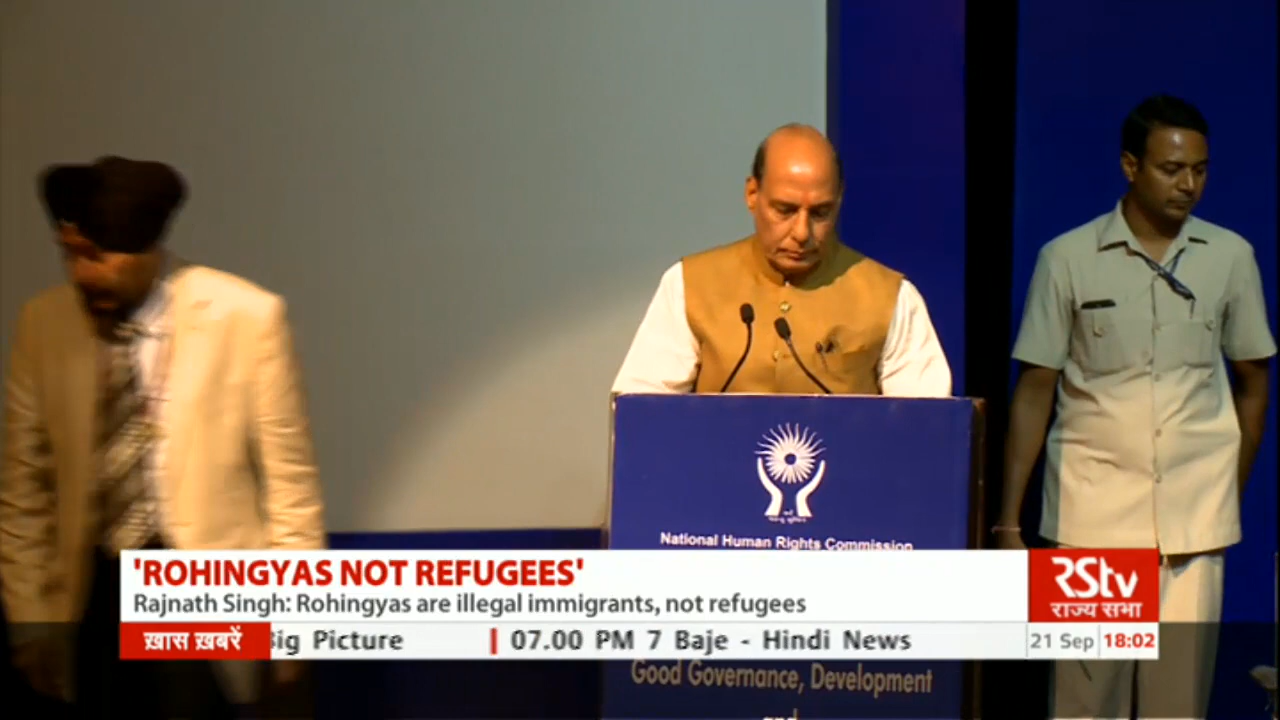 National Human Rights Commission
'ROHINGYAS NOT REFUGEES'
Rajnath Singh: Rohingyas are illegal immigrants, not refugees
RStv
राज्य सभा
ख़ास ख़बरें
Big Picture | 07.00 PM 7 Baje - Hindi News
21 Sep 18:02
Good Governance, Development
and